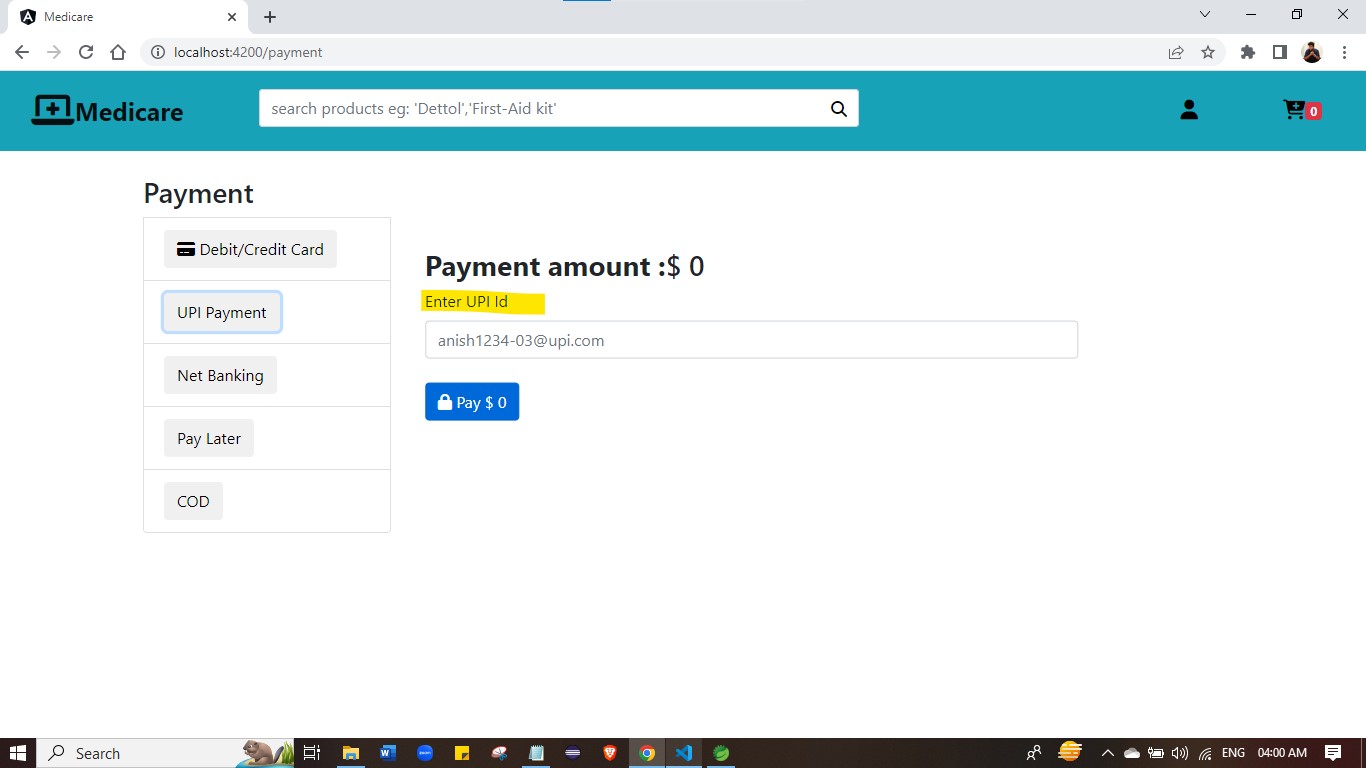 Medicare
localhost:4200/payment
Medicare
search products eg: 'Dettol','First-Aid kit'
0
Payment
Debit/Credit Card
UPI Payment
Net Banking
Pay Later
COD
Payment amount :$ 0
Enter UPI Id
anish1234-03@upi.com
Pay $ 0
Search
ENG
04:00 AM